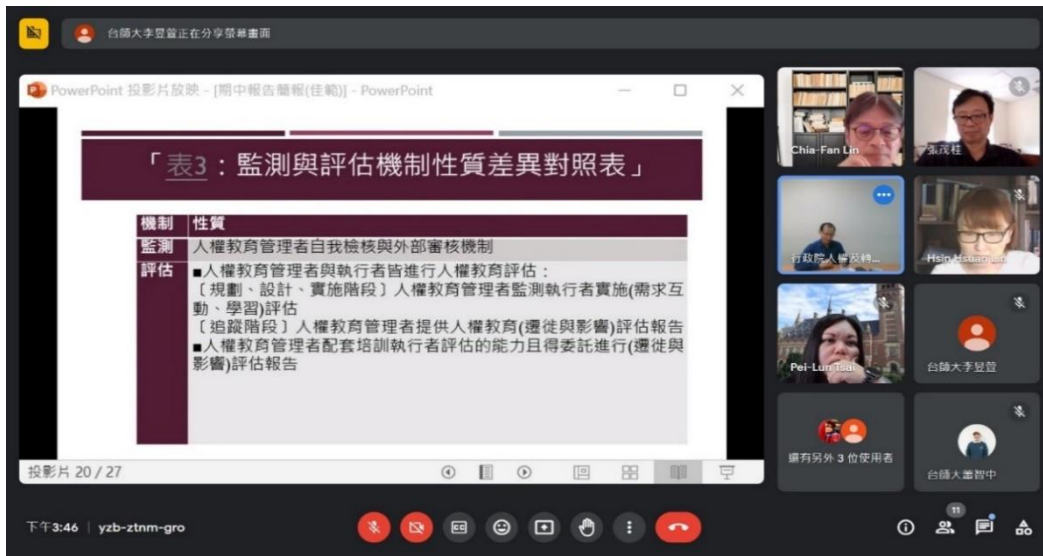 台師大李昱萱正在分享螢幕畫面
PowerPoint 投影片放映 - [期中報告簡報(佳範)] - PowerPoint
「表3：監測與評估機制性質差異對照表」
機制 性質
監測 人權教育管理者自我檢核與外部審核機制
評估 ■人權教育管理者與執行者皆進行人權教育評估：
〔規劃、設計、實施階段〕人權教育管理者監測執行者實施(需求互
動、學習)評估
〔追蹤階段〕人權教育管理者提供人權教育(遷徙與影響)評估報告
■人權教育管理者配套培訓執行者評估的能力且得委託進行(遷徙與
影響)評估報告
投影片 20 / 27
Chia-Fan Lin
張茂桂
行政院人權及轉...
Hsin Hsuan Lin
Pei-Lun Tsai
台師大李昱萱
還有另外 3 位使用者
台師大蕭智中
下午3:46 | yzb-ztnm-gro
11